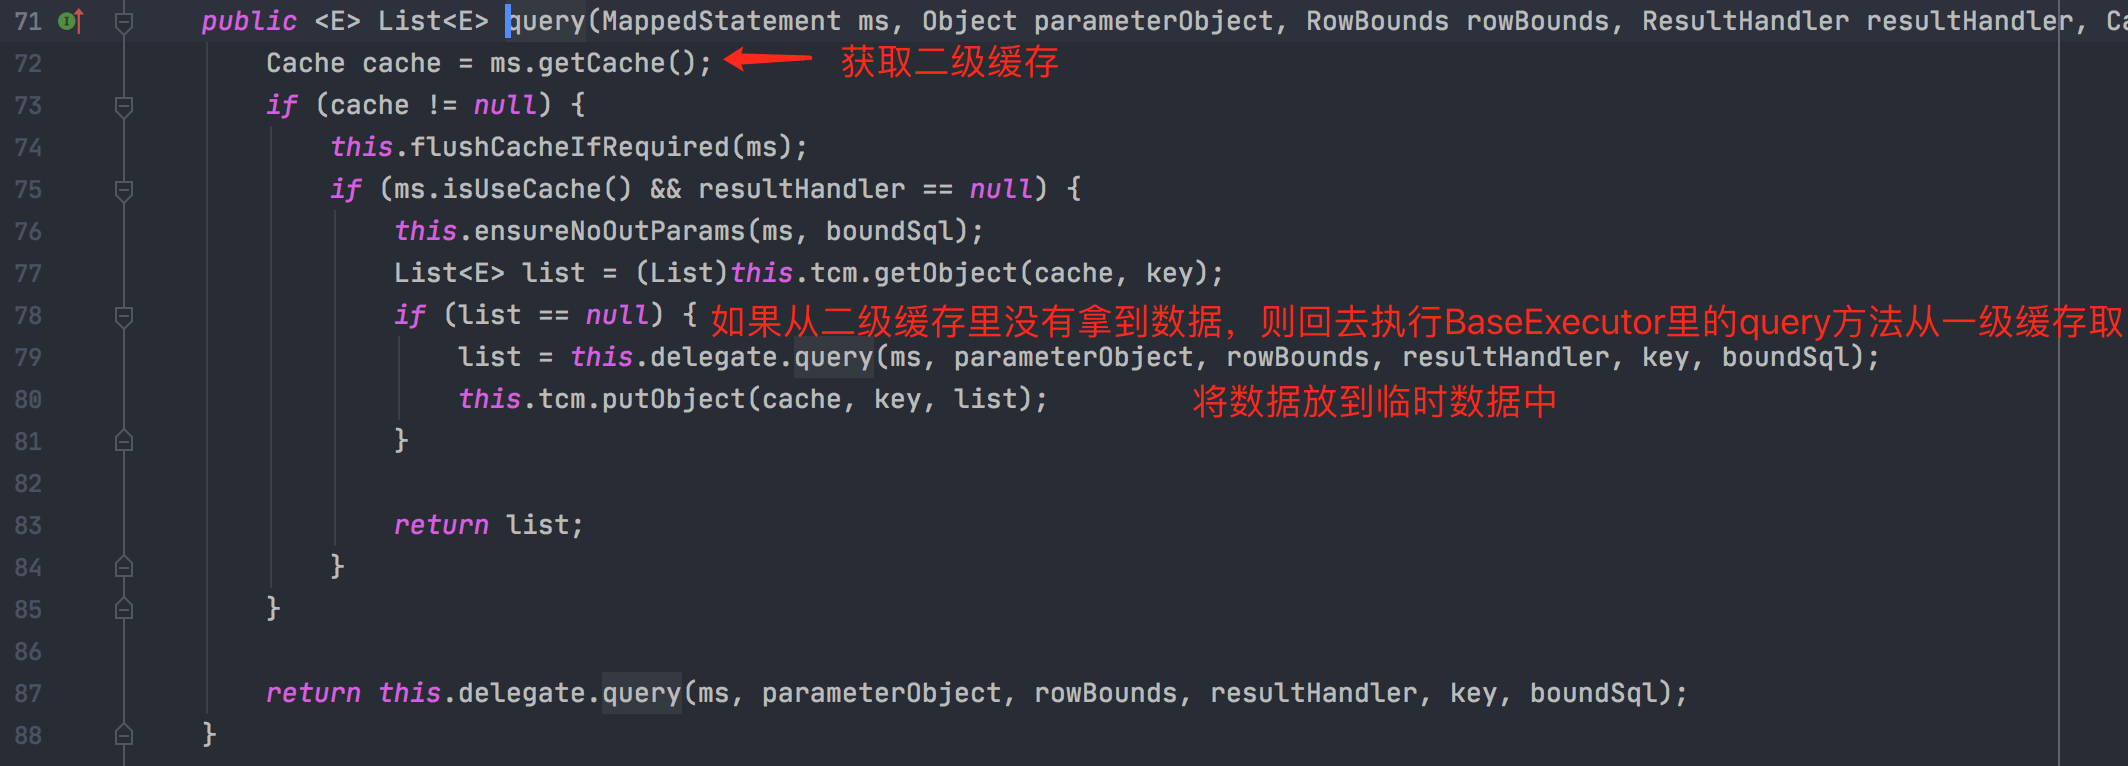 71 public <E> List<E> query(MappedStatement ms, Object parameterObject, RowBounds rowBounds, ResultHandler resultHandler, Ca
72 Cache cache = ms.getCache(); 获取二级缓存
73 if (cache != null) {
74 this.flushCacheIfRequired(ms);
75 if (ms.isUseCache() && resultHandler == null) {
76 this.ensureNoOutParams(ms, boundSql);
77 List<E> list = (List)this.tcm.getObject(cache, key);
78 if (list == null) { 如果从二级缓存里没有拿到数据，则回去执行BaseExecutor里的query方法从一级缓存取
79 list = this.delegate.query(ms, parameterObject, rowBounds, resultHandler, key, boundSql);
80 this.tcm.putObject(cache, key, list); 将数据放到临时数据中
81 }
82
83 return list;
84 }
85 }
86
87 return this.delegate.query(ms, parameterObject, rowBounds, resultHandler, key, boundSql);
88 }